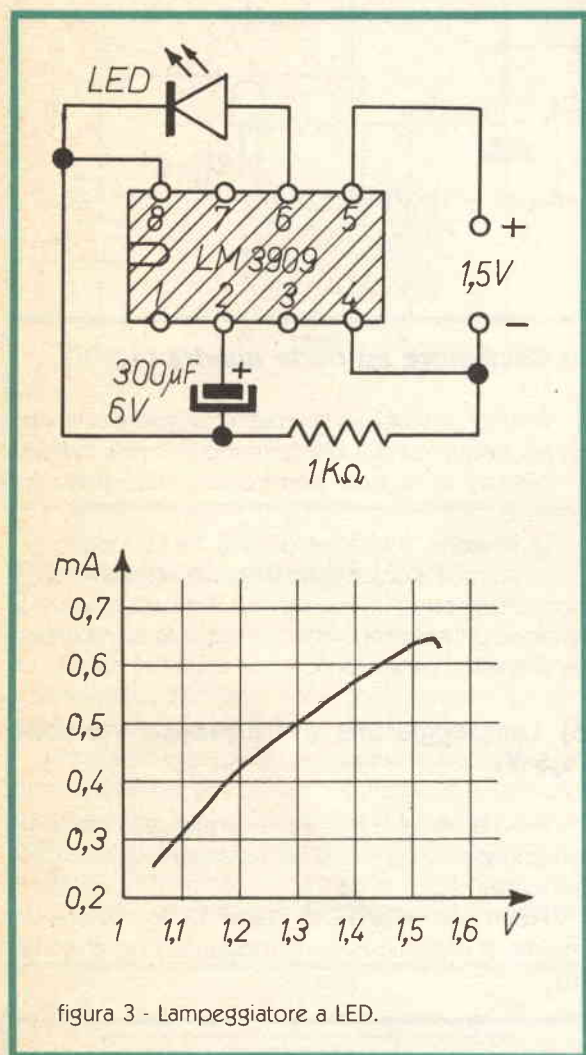 LED
8 7 6 5
LM 3909
1 2 3 4
+
1,5V
-
300µF +
6V
1KΩ
mA
0,7
0,6
0,5
0,4
0,3
0,2
1 1,1 1,2 1,3 1,4 1,5 1,6 V
figura 3 - Lampeggiatore a LED.